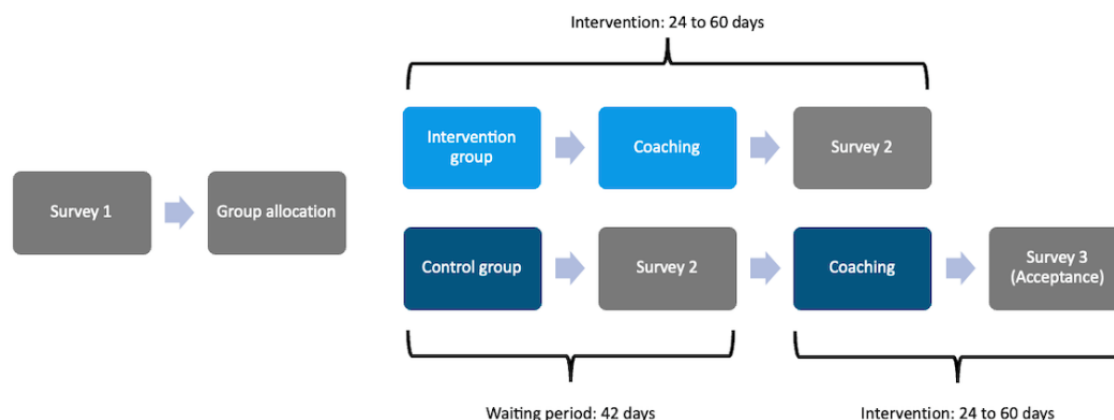 Intervention: 24 to 60 days
Intervention
group
Coaching
Survey 2
Survey 1
Group allocation
Control group
Survey 2
Coaching
Survey 3
(Acceptance)
Waiting period: 42 days
Intervention: 24 to 60 days